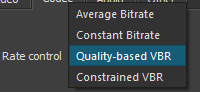 Average Bitrate
Constant Bitrate
Rate control
Quality-based VBR
Constrained VBR